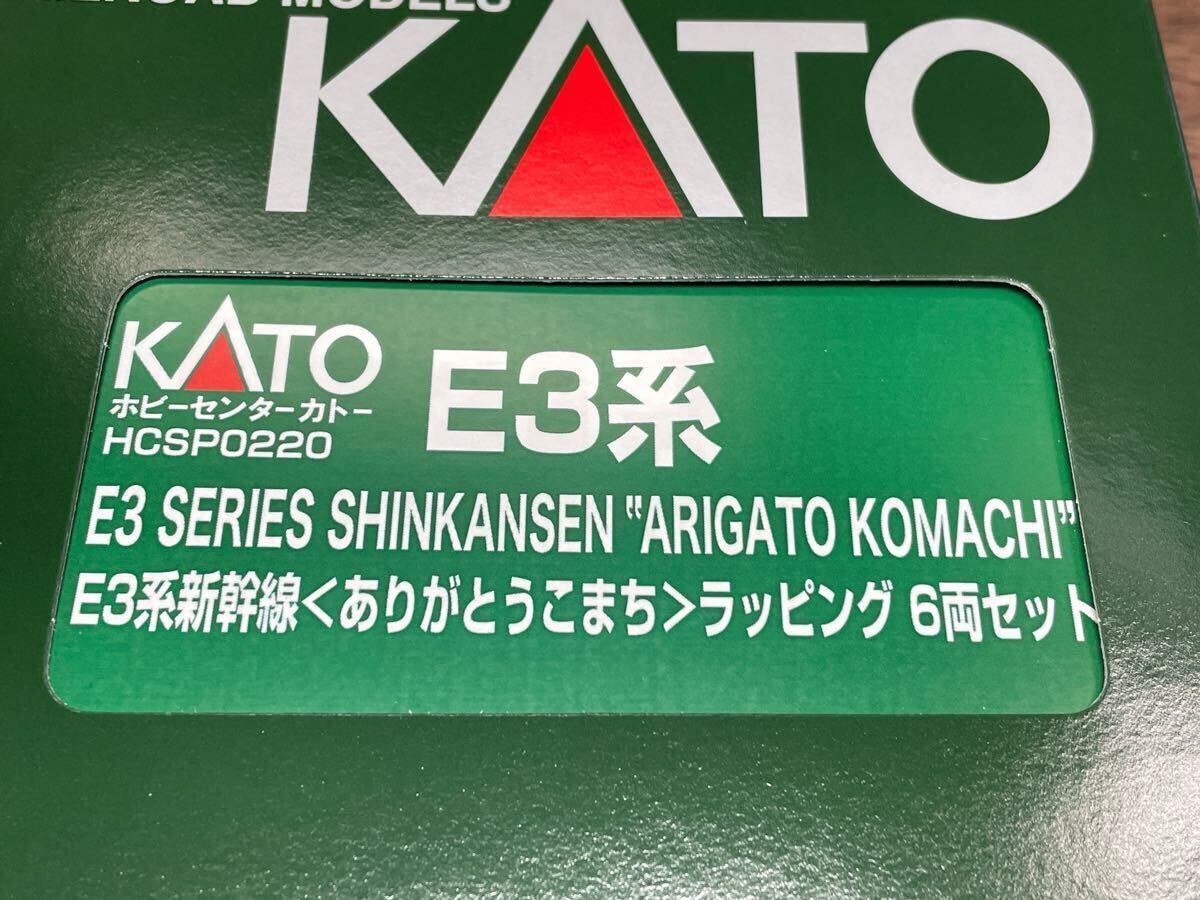 MODELS
KATO
KATO
ホビーセンターカトー
HCSP0220
E3系
E3 SERIES SHINKANSEN “ARIGATO KOMACHI”
E3系新幹線<ありがとうこまち>ラッピング 6両セット